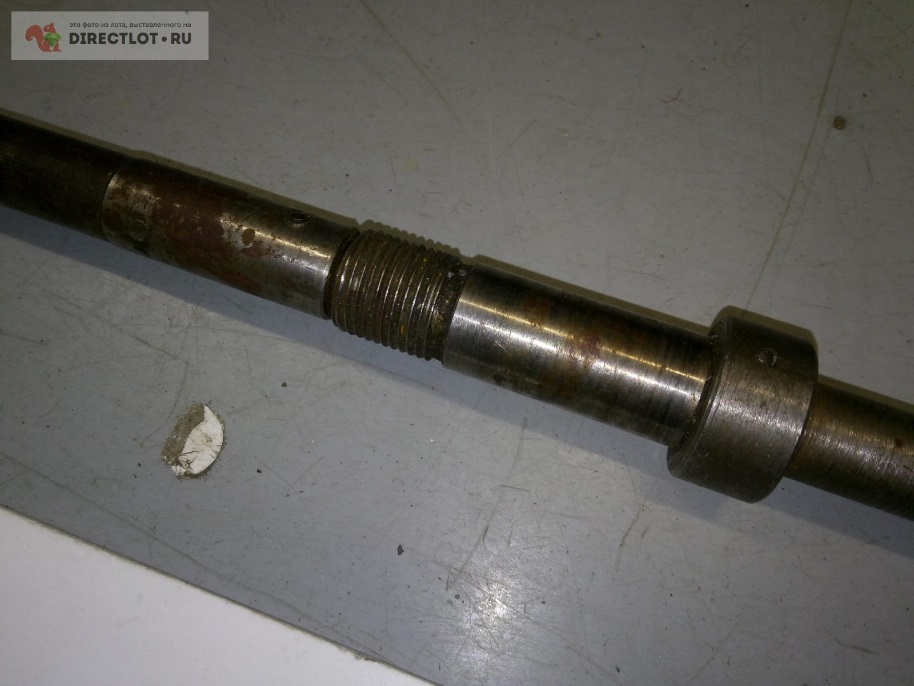 это фото из лота, выставленного на
DIRECTLOT•RU